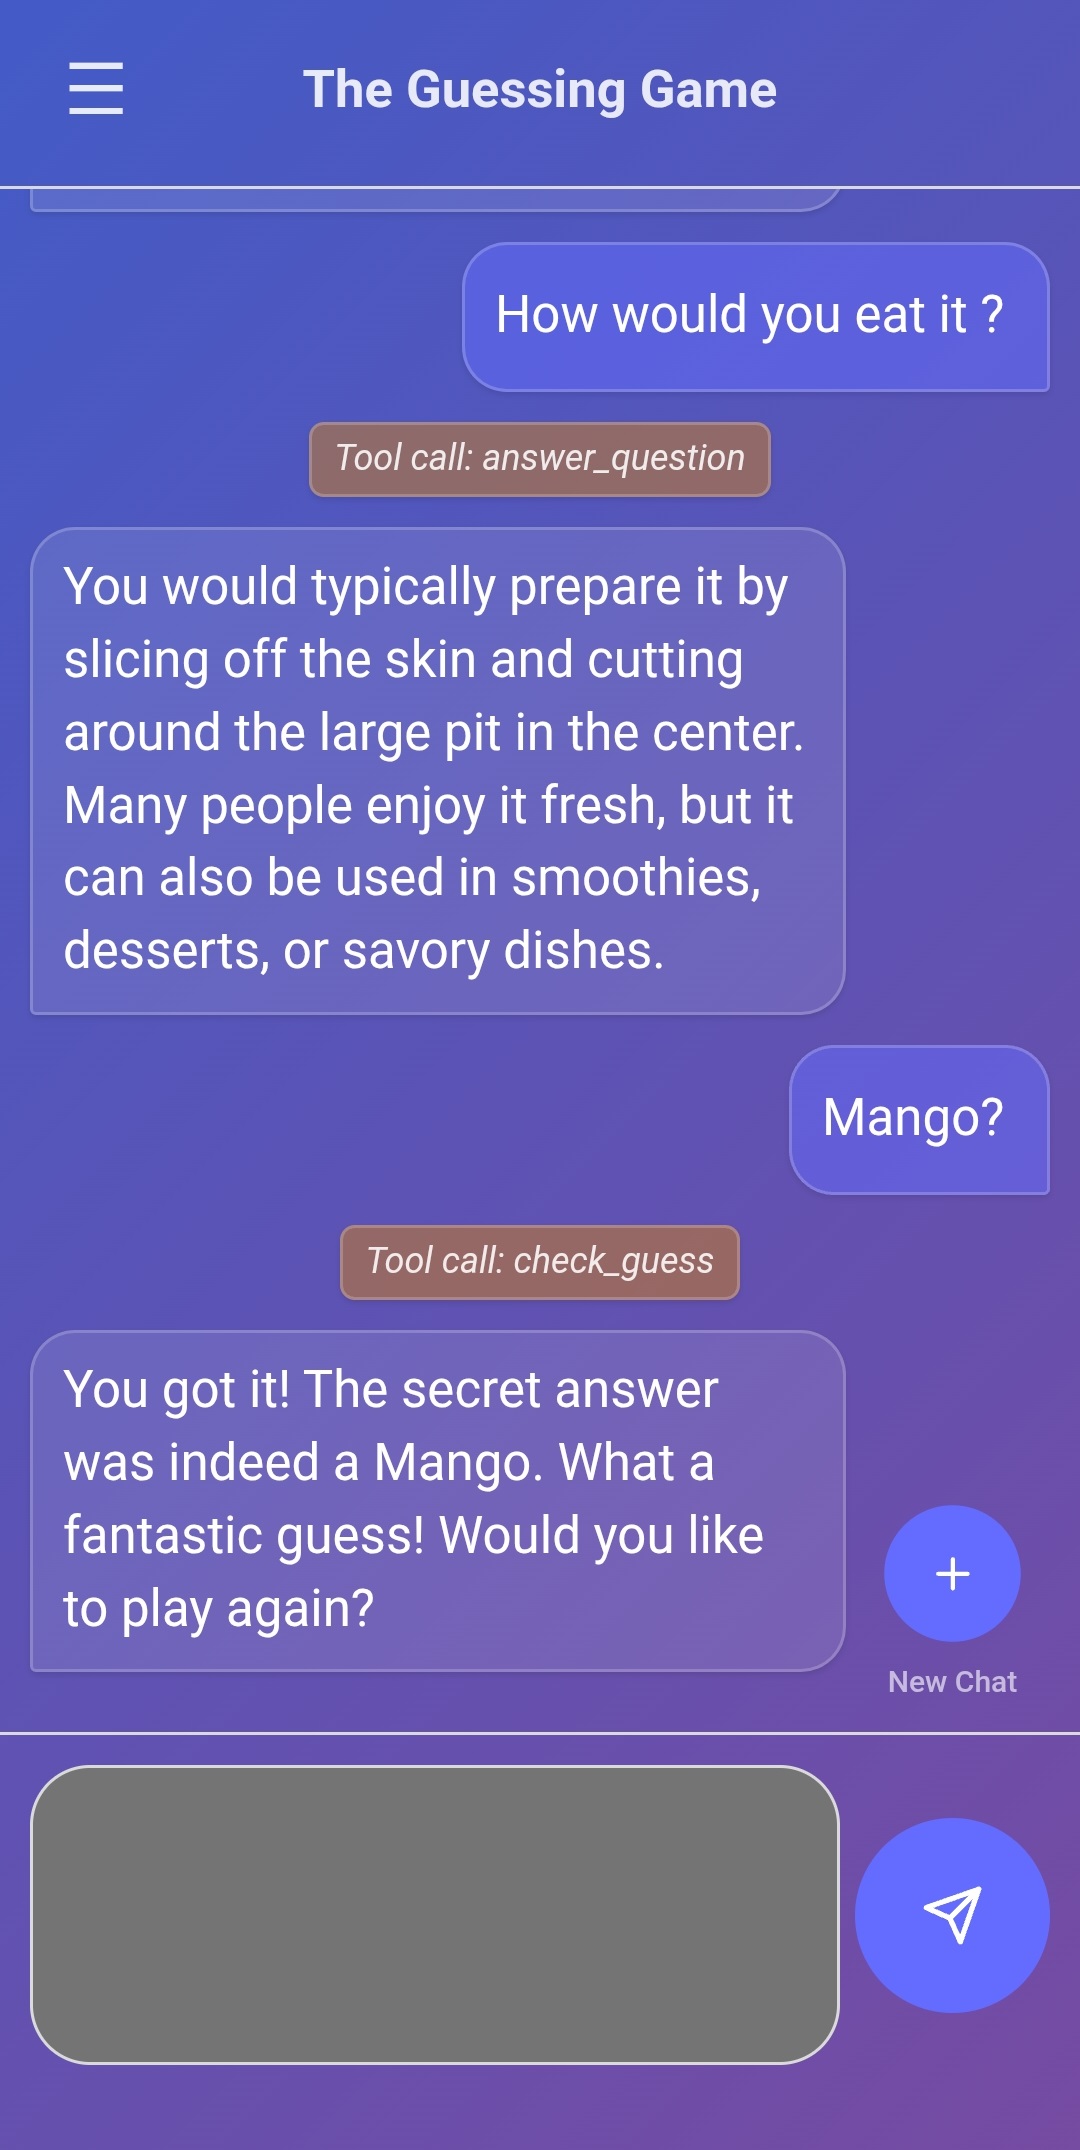 The Guessing Game
How would you eat it ?
Tool call: answer_question
You would typically prepare it by
slicing off the skin and cutting
around the large pit in the center.
Many people enjoy it fresh, but it
can also be used in smoothies,
desserts, or savory dishes.
Mango?
Tool call: check_guess
You got it! The secret answer
was indeed a Mango. What a
fantastic guess! Would you like
to play again?
New Chat